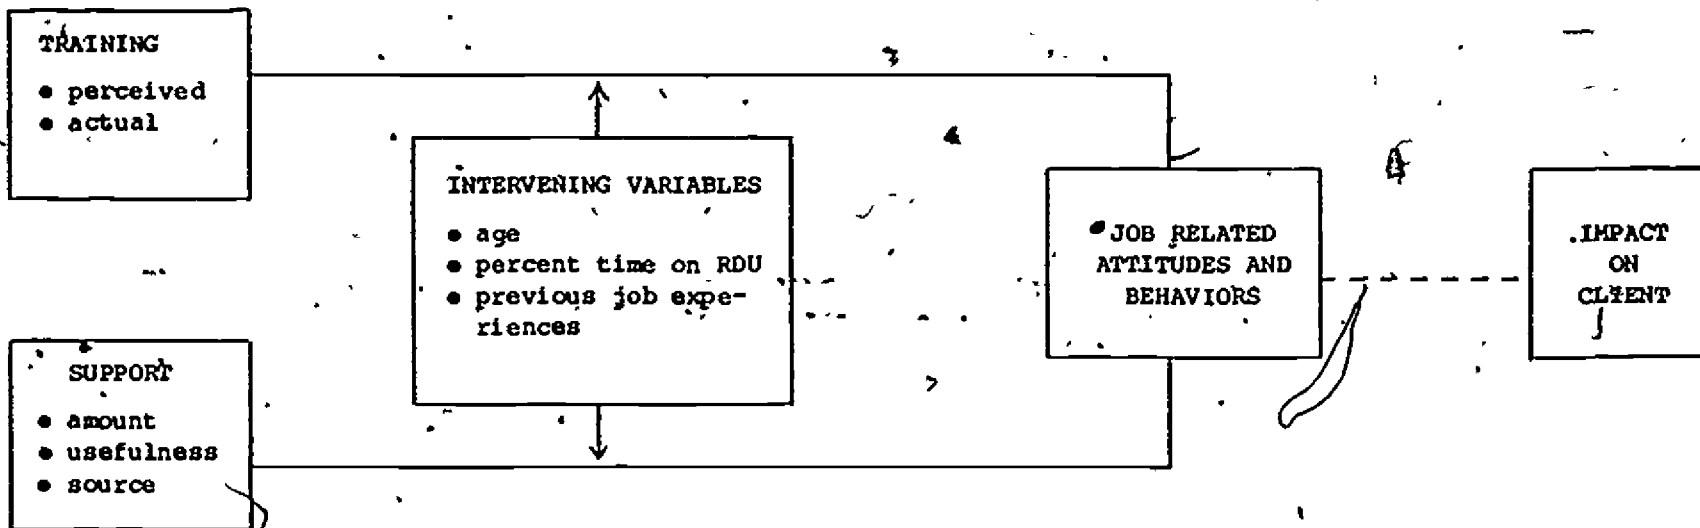 TRAINING
• perceived
• actual
INTERVENING VARIABLES
• age
• percent time on RDU
• previous job expe-
riences
SUPPORT
• amount
• usefulness
• source
JOB RELATED
ATTITUDES AND
BEHAVIORS
IMPACT
ON
CLIENT